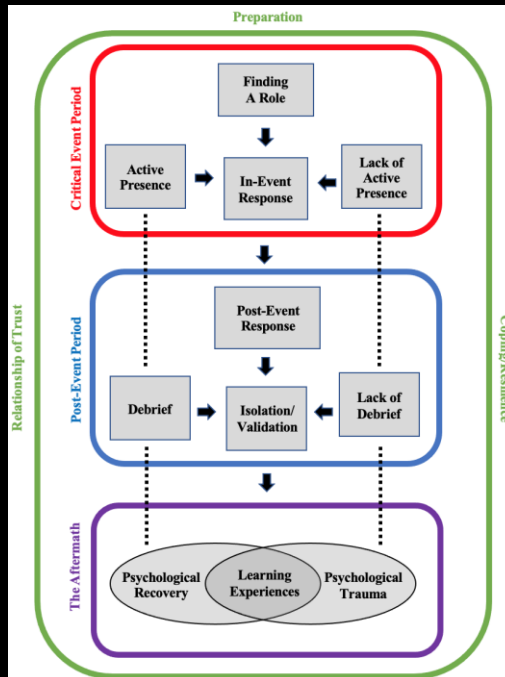 Preparation
Critical Event Period
Finding
A Role
Active
Presence
In-Event
Response
Lack of
Active
Presence
Relationship of Trust
Coping/Resilience
Post-Event Period
Post-Event
Response
Debrief
Isolation/
Validation
Lack of
Debrief
The Aftermath
Psychological
Recovery
Learning
Experiences
Psychological
Trauma